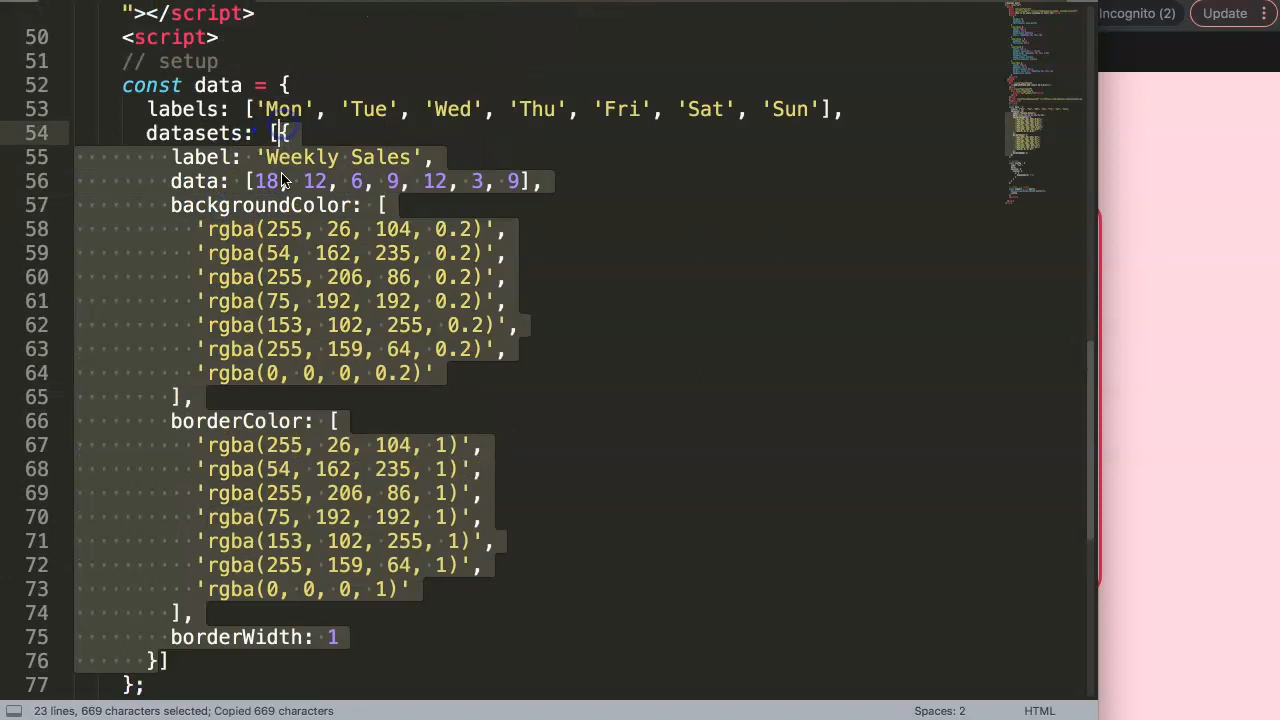 "></script>
Incognito (2)
Update
50 <script>
51 // setup
52 const data = {
53 labels: ['Mon', 'Tue', 'Wed', 'Thu', 'Fri', 'Sat', 'Sun'],
54 datasets: [{
55 label: 'Weekly Sales',
56 data: [18, 12, 6, 9, 12, 3, 9],
57 backgroundColor: [
58 'rgba(255, 26, 104, 0.2)',
59 'rgba(54, 162, 235, 0.2)',
60 'rgba(255, 206, 86, 0.2)',
61 'rgba(75, 192, 192, 0.2)',
62 'rgba(153, 102, 255, 0.2)',
63 'rgba(255, 159, 64, 0.2)',
64 'rgba(0, 0, 0, 0.2)'
65 ],
66 borderColor: [
67 'rgba(255, 26, 104, 1)',
68 'rgba(54, 162, 235, 1)',
69 'rgba(255, 206, 86, 1)',
70 'rgba(75, 192, 192, 1)',
71 'rgba(153, 102, 255, 1)',
72 'rgba(255, 159, 64, 1)',
73 'rgba(0, 0, 0, 1)'
74 ],
75 borderWidth: 1
76 }]
77 };
23 lines, 669 characters selected; Copied 669 characters
Spaces: 2
HTML